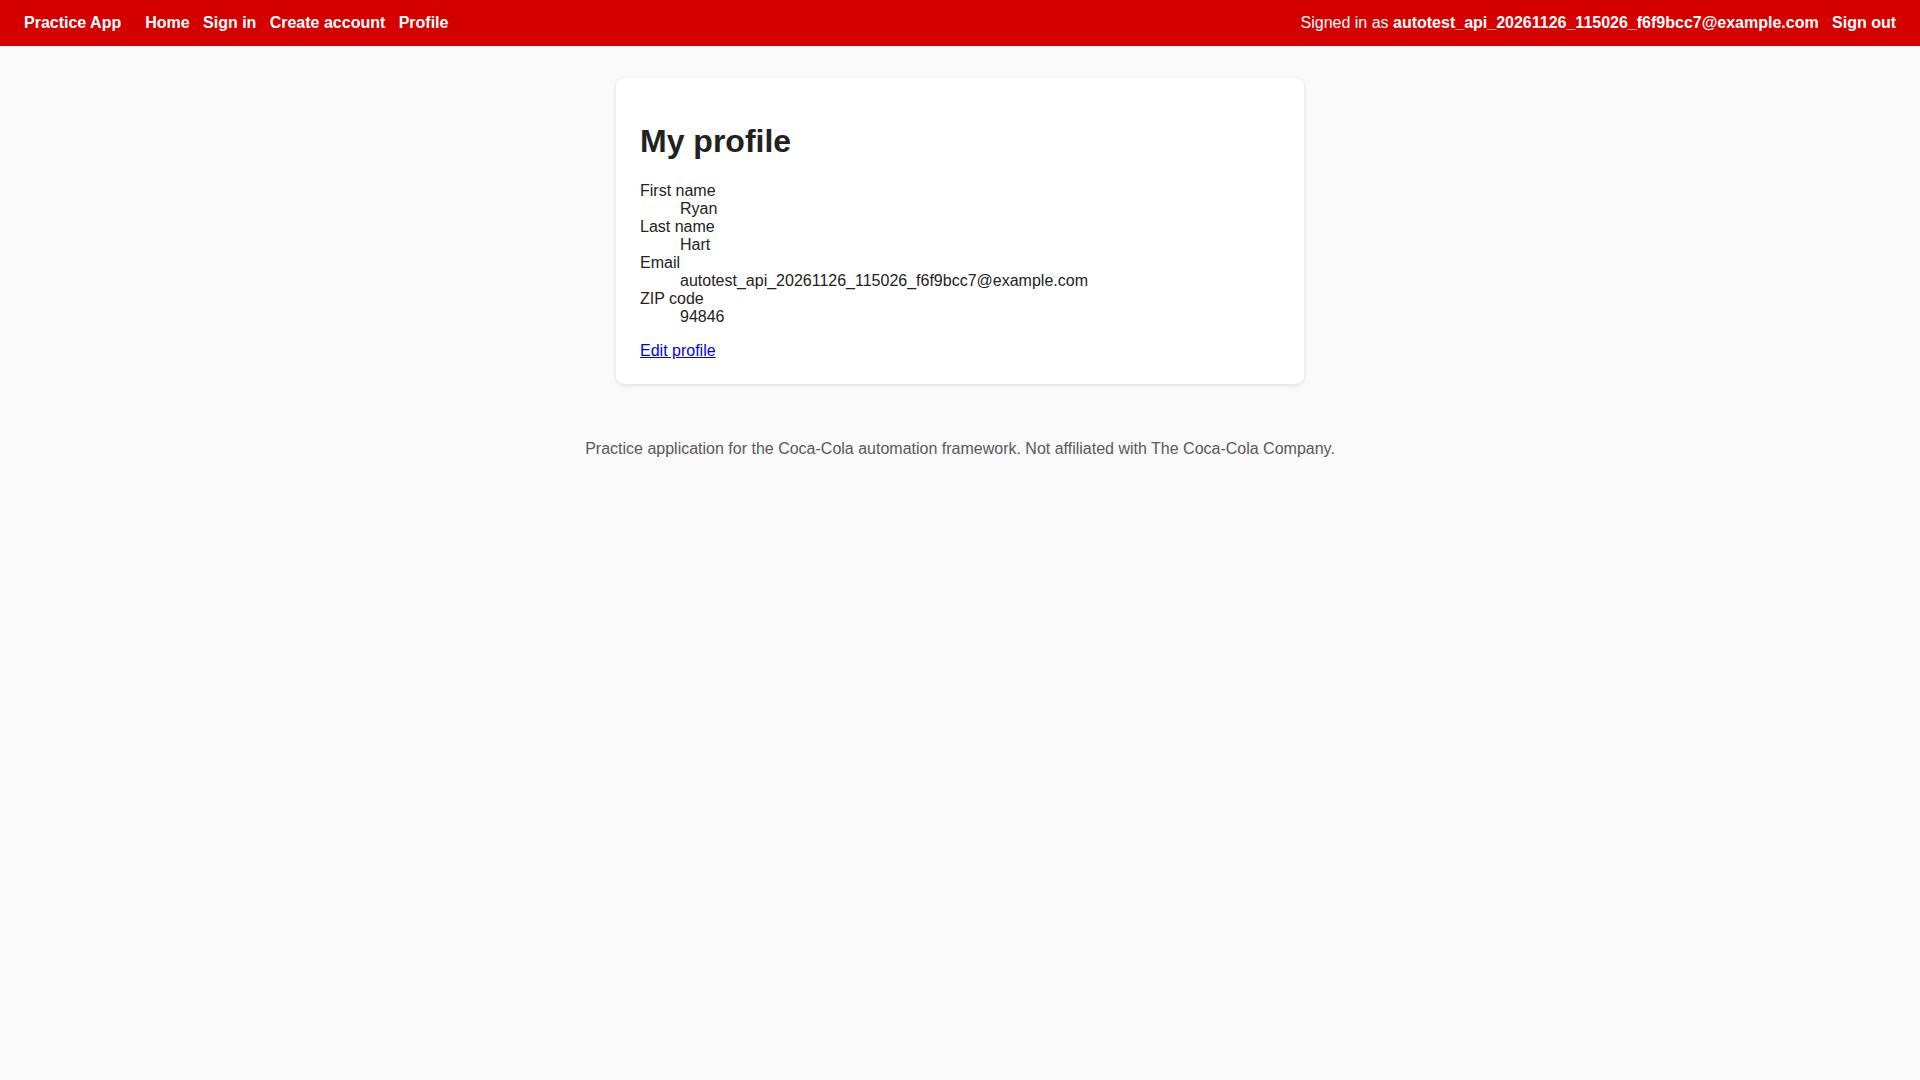 Practice App Home Sign in Create account Profile Signed in as autotest_api_20261126_115026_f6f9bcc7@example.com Sign out
My profile
First name
Ryan
Last name
Hart
Email
autotest_api_20261126_115026_f6f9bcc7@example.com
ZIP code
94846
Edit profile
Practice application for the Coca-Cola automation framework. Not affiliated with The Coca-Cola Company.